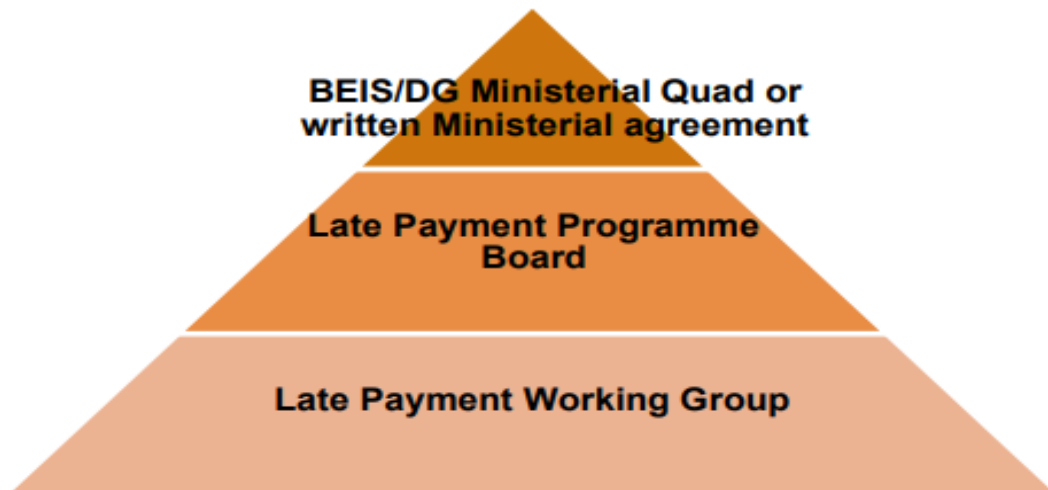 BEIS/DG Ministerial Quad or
written Ministerial agreement
Late Payment Programme
Board
Late Payment Working Group